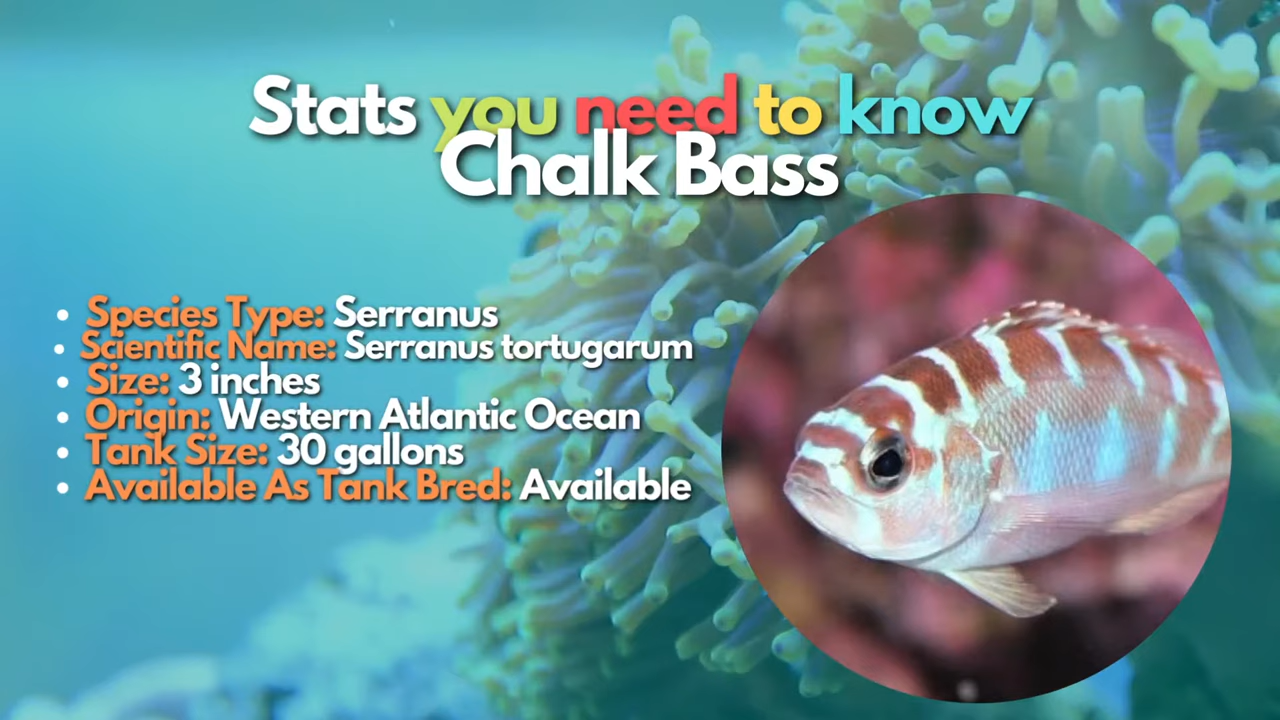 Stats you need to know
Chalk Bass
• Species Type: Serranus
• Scientific Name: Serranus tortugarum
• Size: 3 inches
• Origin: Western Atlantic Ocean
• Tank Size: 30 gallons
• Available As Tank Bred: Available